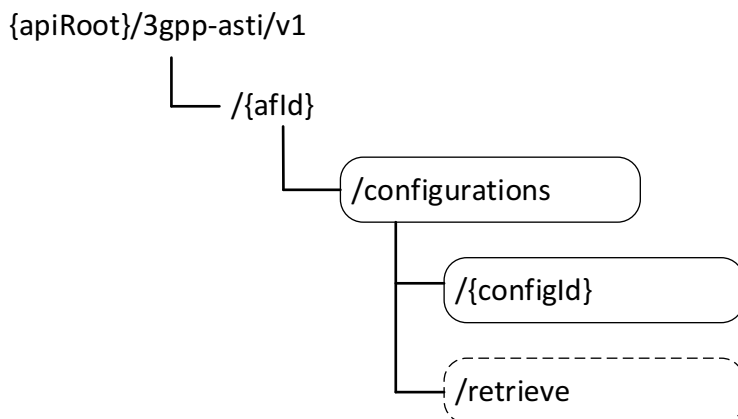 {apiRoot}/3gpp-asti/v1
/{afId}
/configurations
/{configId}
/retrieve